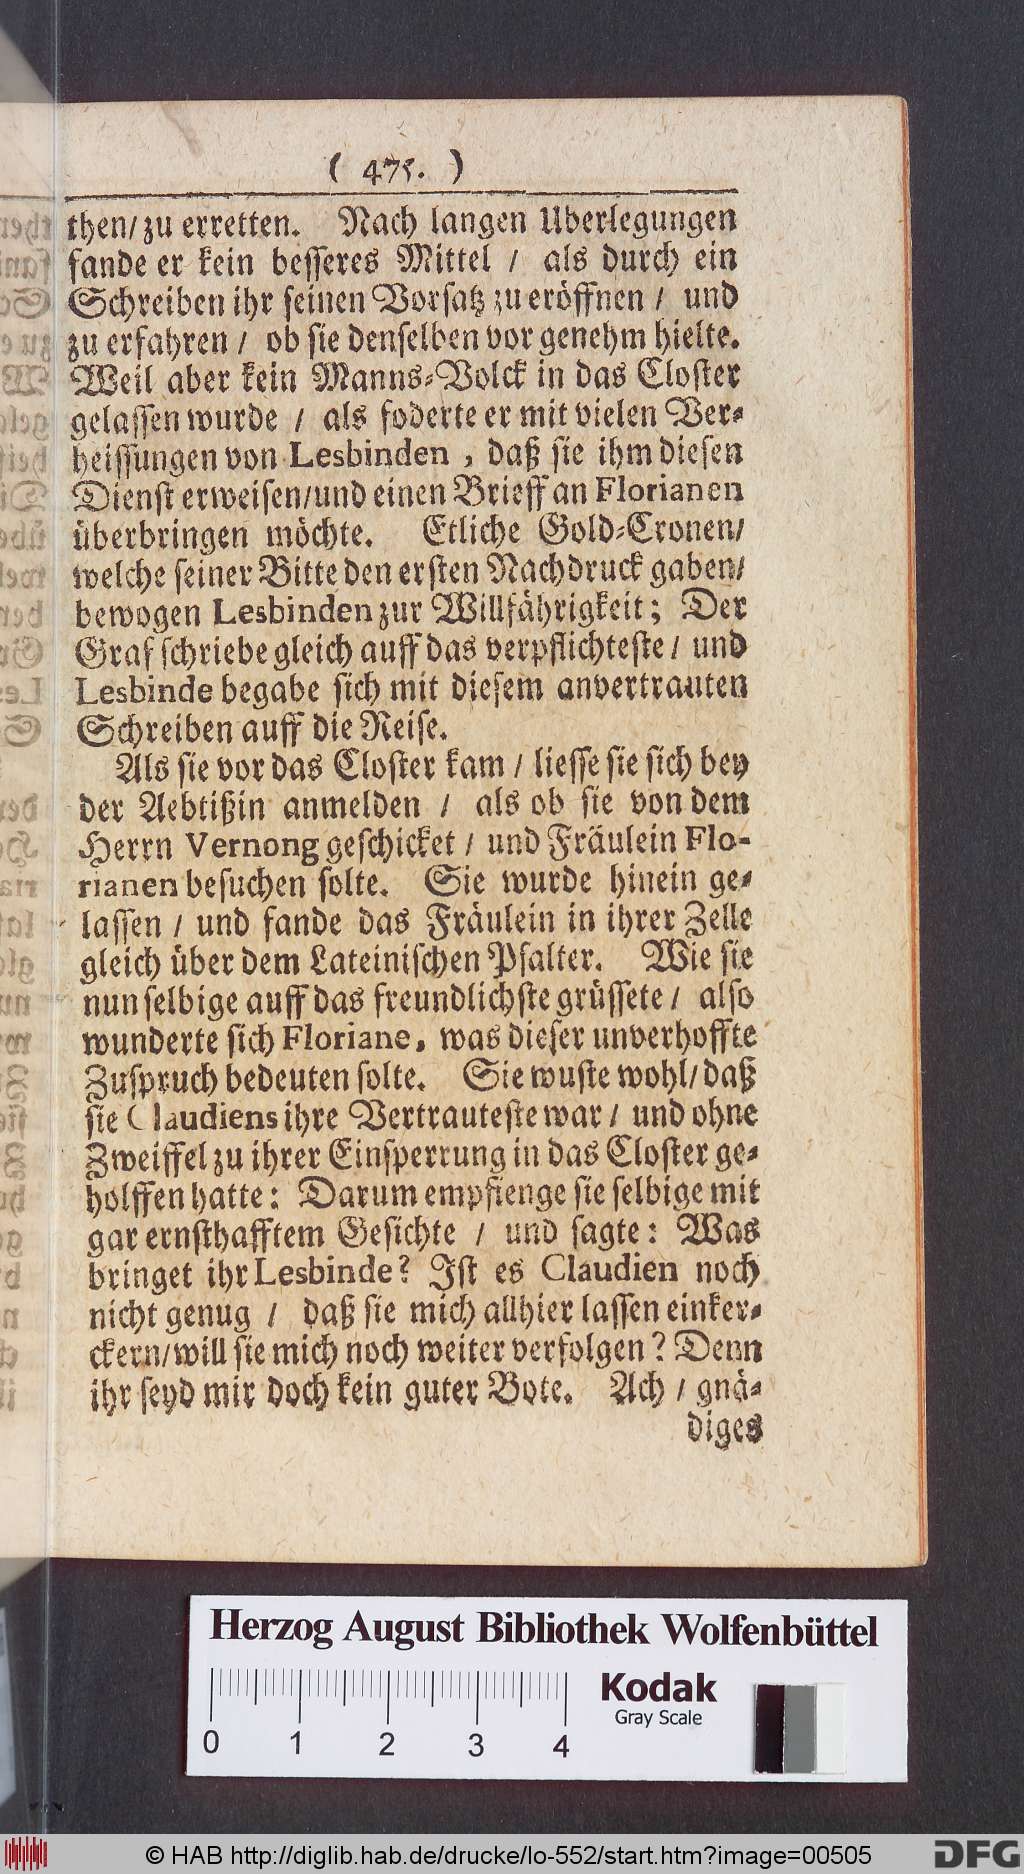 ( 475. )
then/zu erretten. Nach langen Uberlegungen
fande er kein besseres Mittel / als durch ein
Schreiben ihr seinen Vorsatz zu eröffnen / und
zu erfahren / ob sie denselben vor genehm hielte.
Weil aber kein Manns-Volck in das Closter
gelassen wurde / als foderte er mit vielen Ver-
heissungen von Lesbinden , daß sie ihm diesen
Dienst erweisen/und einen Brieff an Florianen
überbringen möchte. Etliche Gold-Cronen/
welche seiner Bitte den ersten Nachdruck gaben/
bewogen Lesbinden zur Willfährigkeit; Der
Graf schriebe gleich auff das verpflichteste / und
Lesbinde begabe sich mit diesem anvertrauten
Schreiben auff die Reise.
Als sie vor das Closter kam / liesse sie sich bey
der Aebtißin anmelden / als ob sie von dem
Herrn Vernong geschicket / und Fräulein Flo-
rianen besuchen solte. Sie wurde hinein ge-
lassen / und fande das Fräulein in ihrer Zelle
gleich über dem Lateinischen Psalter. Wie sie
nun selbige auff das freundlichste grüssete / also
wunderte sich Floriane, was dieser unverhoffte
Zuspruch bedeuten solte. Sie wuste wohl/daß
sie Claudiens ihre Vertrauteste war / und ohne
Zweiffel zu ihrer Einsperrung in das Closter ge-
holffen hatte: Darum empfienge sie selbige mit
gar ernsthafftem Gesichte / und sagte: Was
bringet ihr Lesbinde? Ist es Claudien noch
nicht genug / daß sie mich allhier lassen einker-
ckern/will sie mich noch weiter verfolgen? Denn
ihr seyd mir doch kein guter Bote. Ach / gnä-
diges
Herzog August Bibliothek Wolfenbüttel
Kodak
Gray Scale
0 1 2 3 4
© HAB http://diglib.hab.de/drucke/lo-552/start.htm?image=00505
DFG